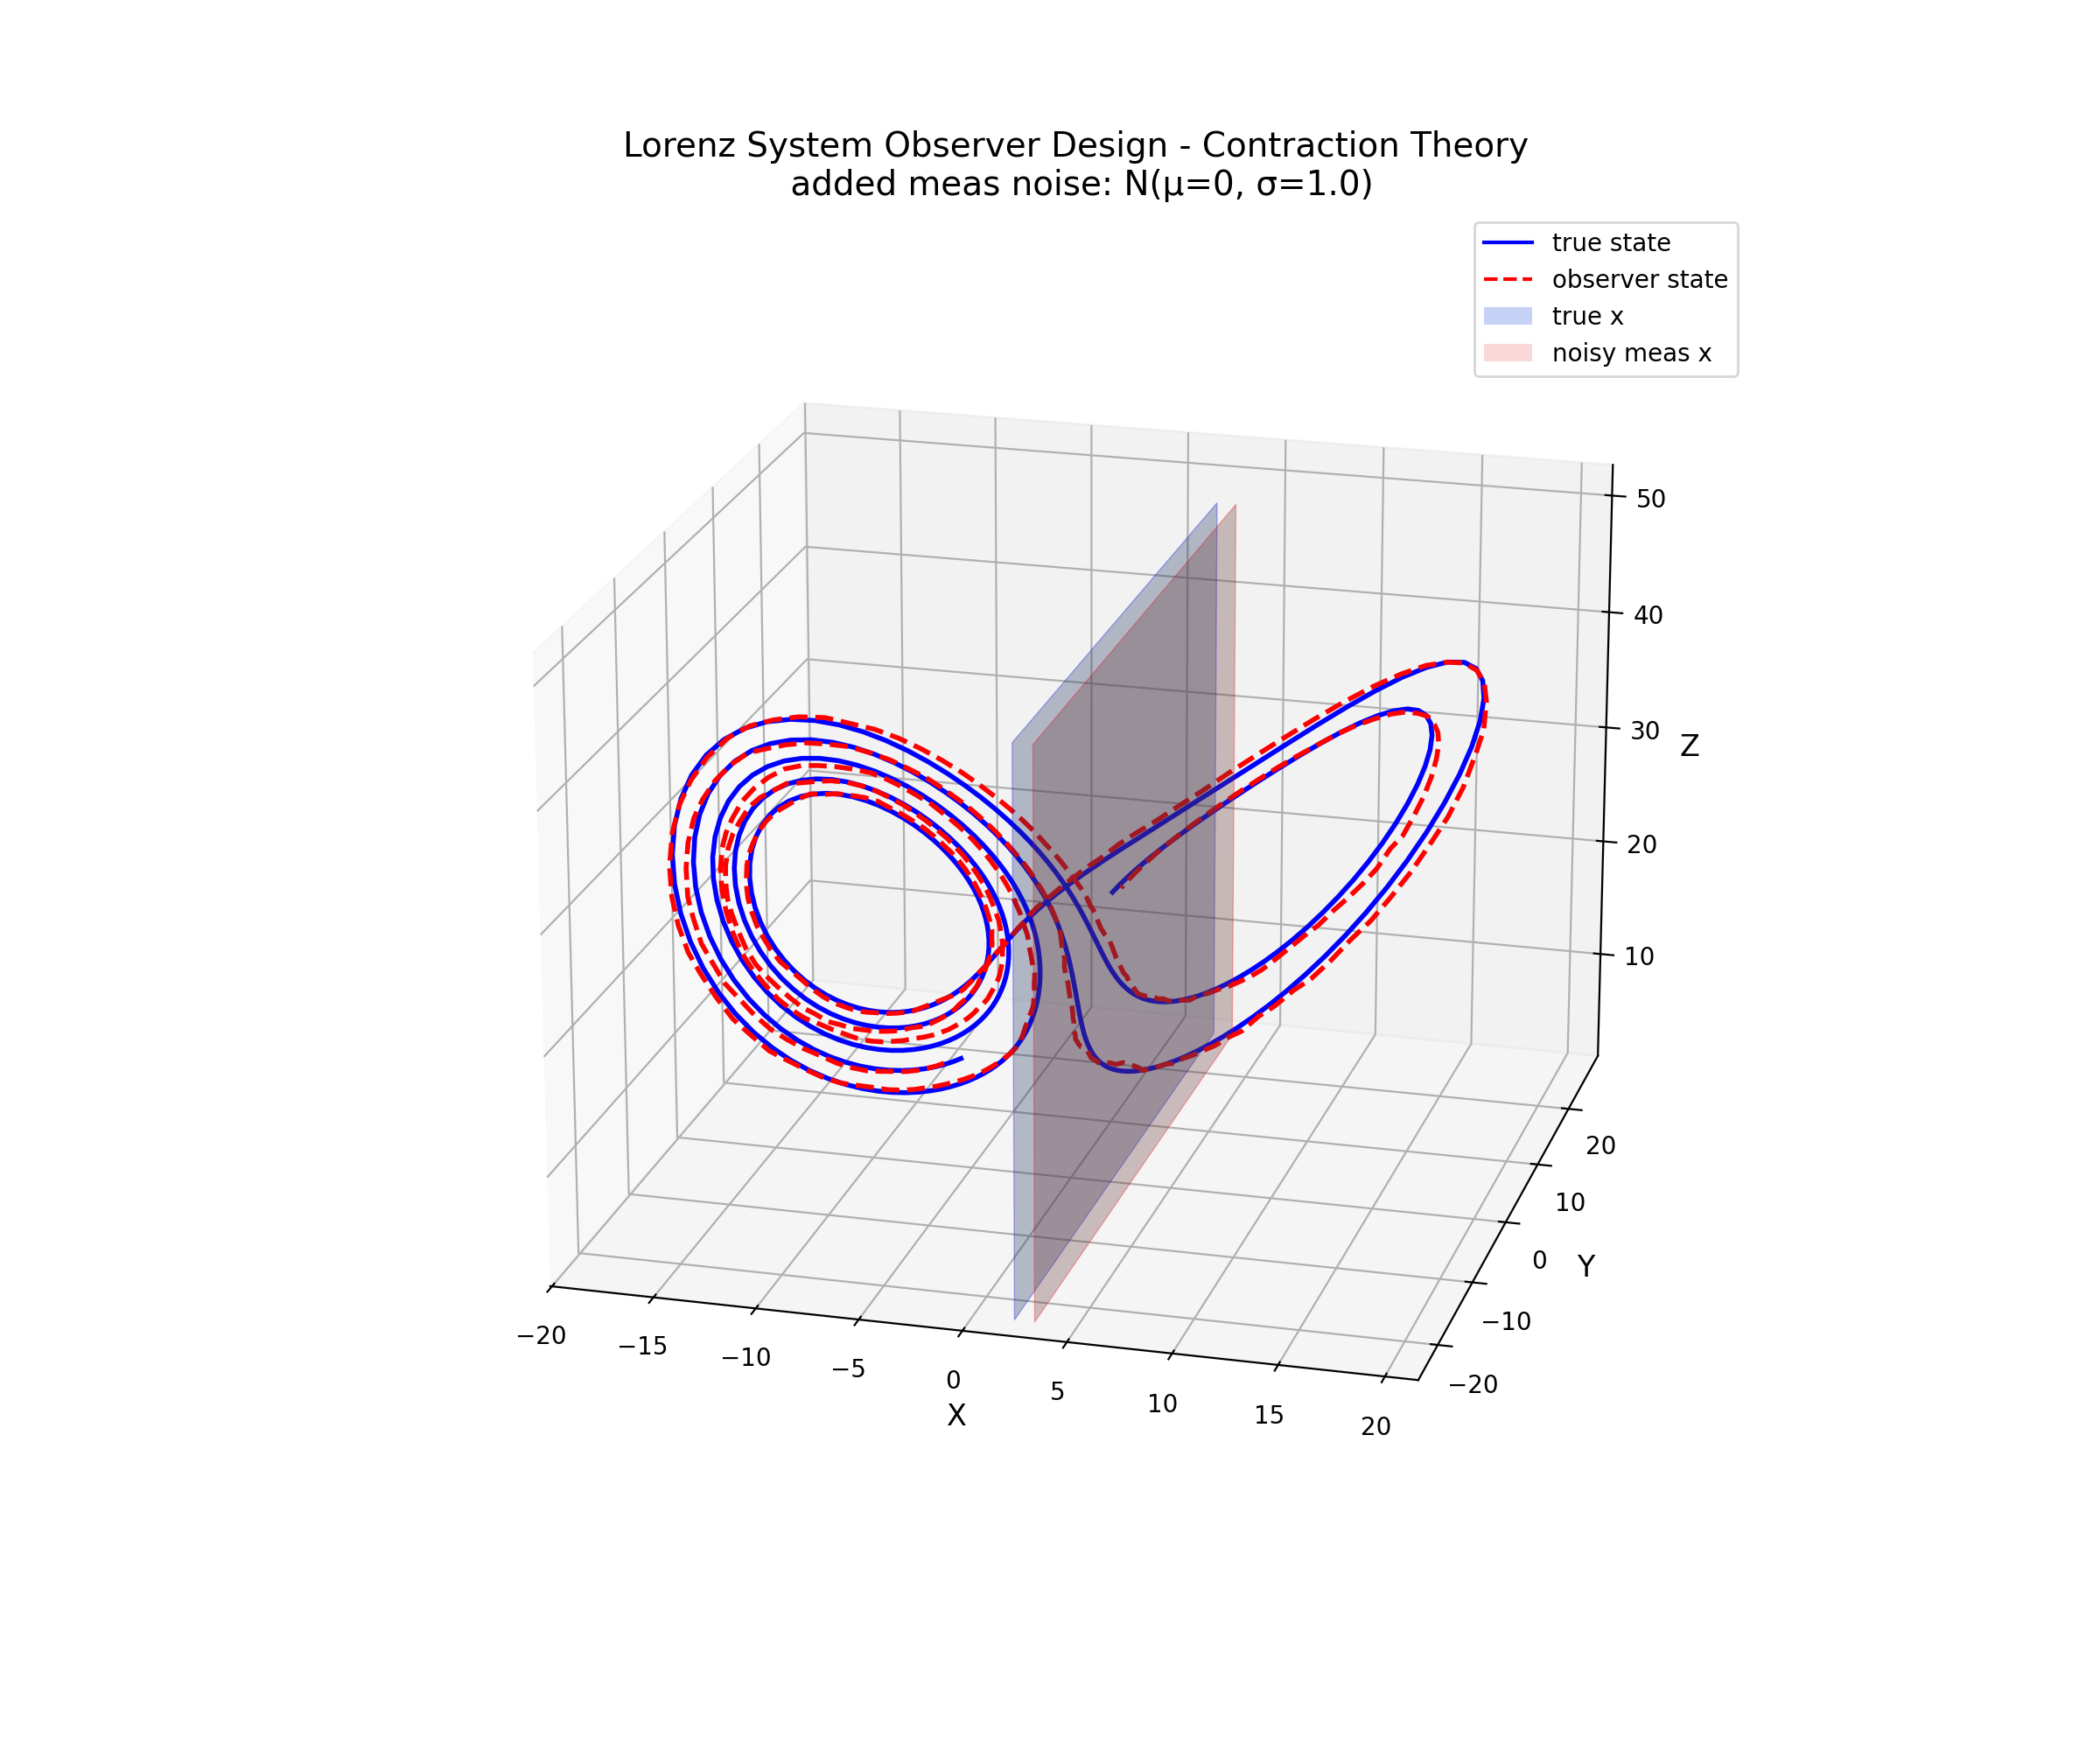 Lorenz System Observer Design - Contraction Theory
added meas noise: N(μ=0, σ=1.0)
true state
observer state
true x
noisy meas x
50
40
30
Z
20
10
20
10
0
Y
−10
−20
−20
−15
−10
−5
0
5
10
15
20
X